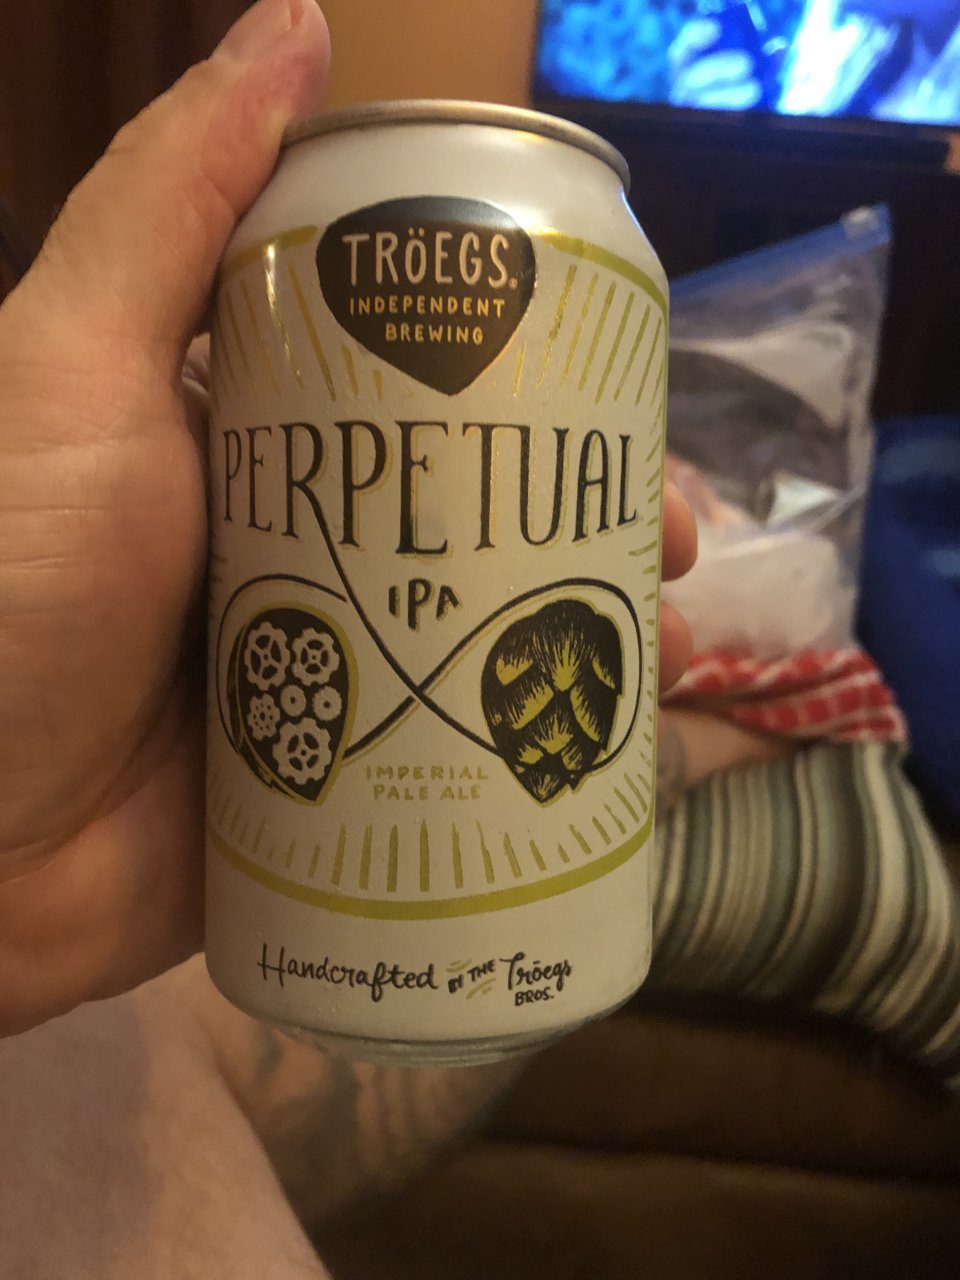 TRÖEGS®
INDEPENDENT
BREWING
PERPETUAL
IPA
IMPERIAL
PALE ALE
Handcrafted BY THE Tröegs
BROS.